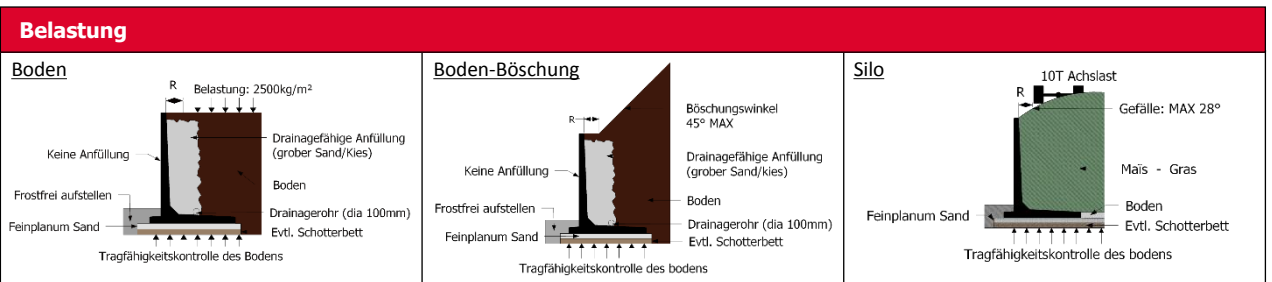 Belastung
Boden
R
Belastung: 2500kg/m²
Drainagefähige Anfüllung
(grober Sand/Kies)
Keine Anfüllung
Boden
Frostfrei aufstellen
Drainagerohr (dia 100mm)
Feinplanum Sand
Evtl. Schotterbett
Tragfähigkeitskontrolle des Bodens
Boden-Böschung
R
Böschungswinkel
45° MAX
Drainagefähige Anfüllung
(grober Sand/kies)
Keine Anfüllung
Boden
Frostfrei aufstellen
Drainagerohr (dia 100mm)
Feinplanum Sand
Evtl. Schotterbett
Tragfähigkeitskontrolle des bodens
Silo
10T Achslast
R
Gefälle: MAX 28°
Maïs - Gras
Boden
Feinplanum Sand
Evtl. Schotterbett
Tragfähigkeitskontrolle des bodens